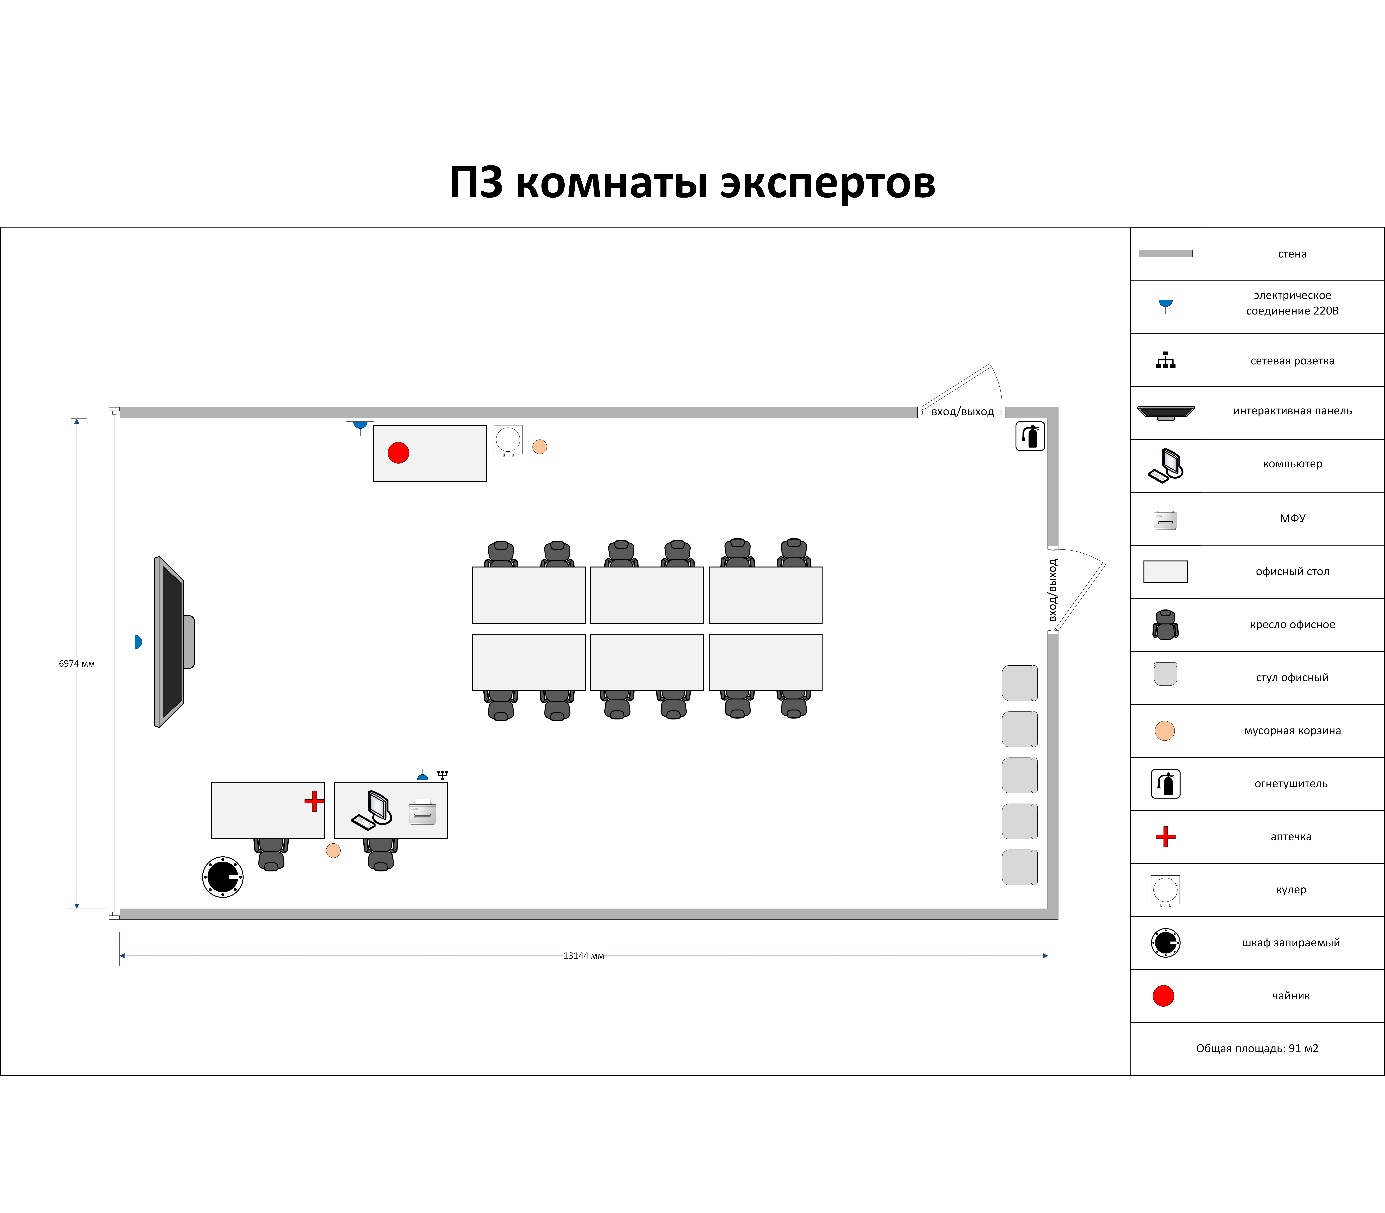 ПЗ комнаты экспертов
стена
электрическое
соединение 220В
сетевая розетка
интерактивная панель
компьютер
МФУ
офисный стол
кресло офисное
стул офисный
мусорная корзина
огнетушитель
аптечка
кулер
шкаф запираемый
чайник
Общая площадь: 91 м2
вход/выход
вход/выход
6974 мм
13144 мм